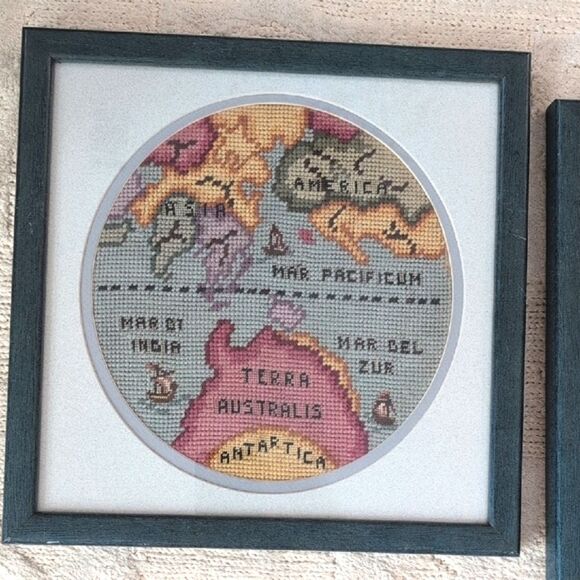 AMERICA
ASIA
MAR PACIFICUM
MAR DI
INDIA
MAR DEL
ZUR
TERRA
AUSTRALIS
ANTARTICA